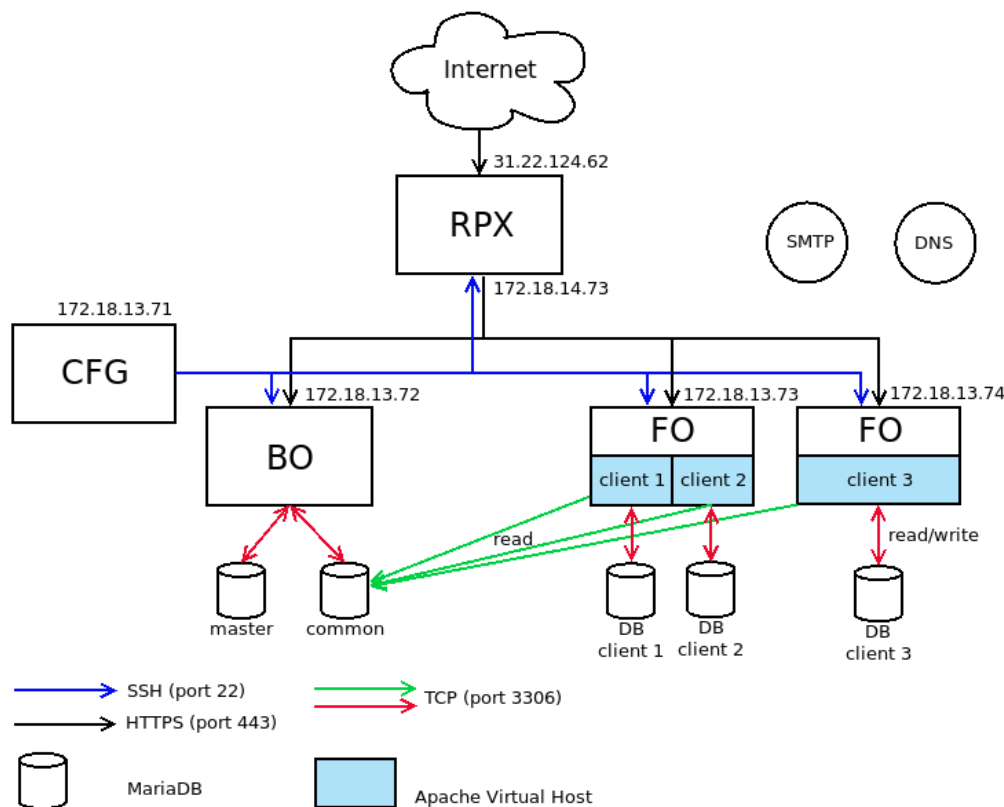 Internet
31.22.124.62
RPX
SMTP
DNS
172.18.14.73
172.18.13.71
CFG
172.18.13.72
172.18.13.73
172.18.13.74
BO
FO
FO
client 1
client 2
client 3
read
read/write
master
common
DB
client 1
DB
client 2
DB
client 3
SSH (port 22)
TCP (port 3306)
HTTPS (port 443)
MariaDB
Apache Virtual Host